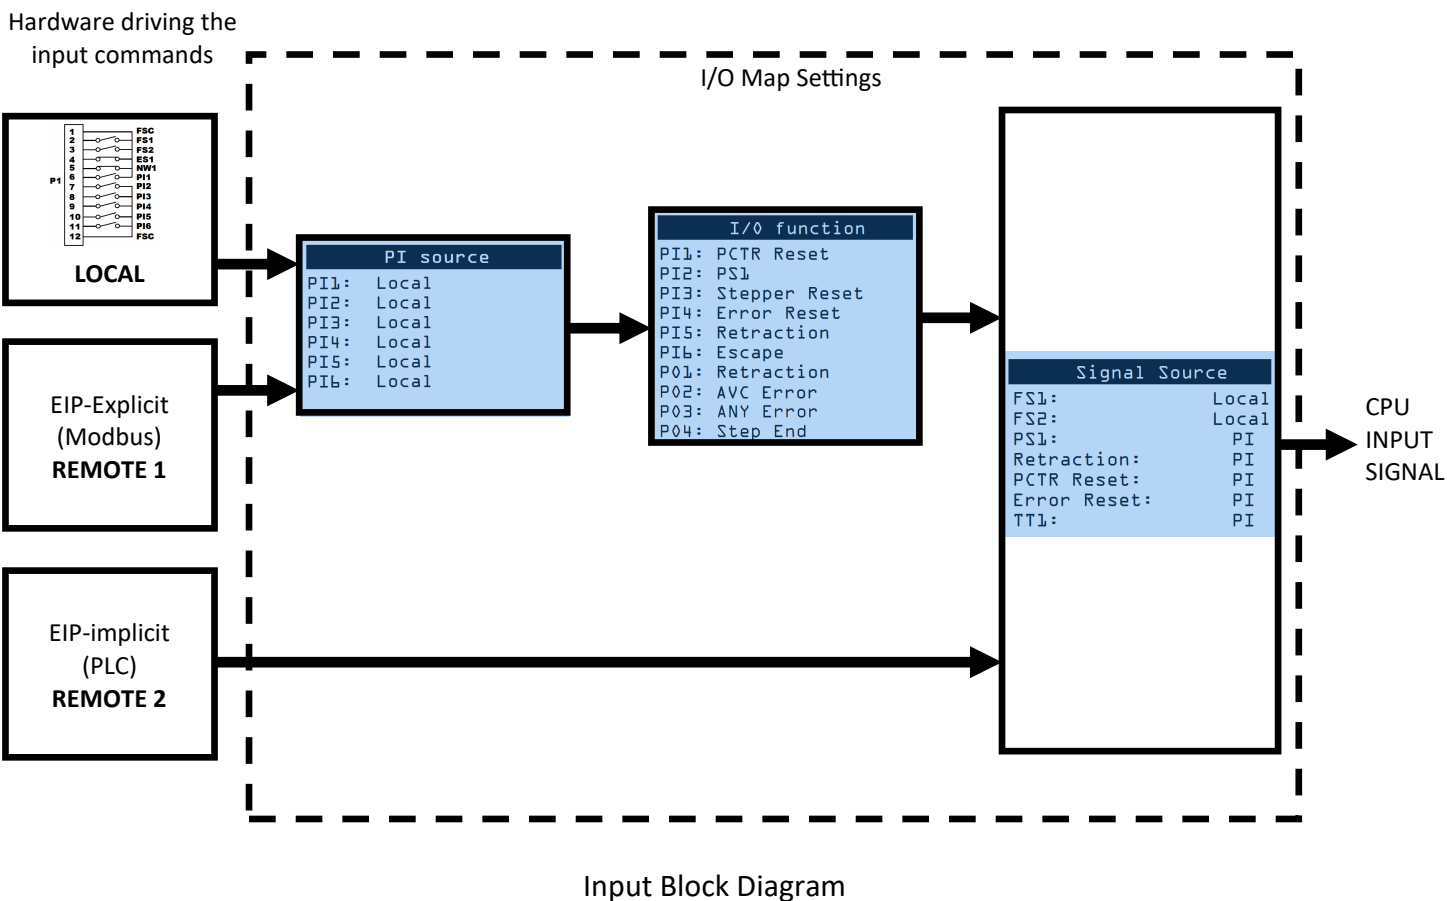 Hardware driving the
input commands
I/O Map Settings
P1
1 FSC
2 FS1
3 FS2
4 ES1
5 NW1
6 PI1
7 PI2
8 PI3
9 PI4
10 PI5
11 PI6
12 FSC
LOCAL
EIP-Explicit
(Modbus)
REMOTE 1
EIP-implicit
(PLC)
REMOTE 2
PI source
PI1: Local
PI2: Local
PI3: Local
PI4: Local
PI5: Local
PI6: Local
I/O function
PI1: PCTR Reset
PI2: PS1
PI3: Stepper Reset
PI4: Error Reset
PI5: Retraction
PI6: Escape
PO1: Retraction
PO2: AVC Error
PO3: ANY Error
PO4: Step End
Signal Source
FS1: Local
FS2: Local
PS1: PI
Retraction: PI
PCTR Reset: PI
Error Reset: PI
TT1: PI
CPU
INPUT
SIGNAL
Input Block Diagram